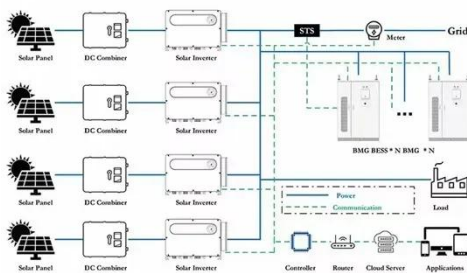 STS
Meter
Grid
Solar Panel
DC Combiner
Solar Inverter
Solar Panel
DC Combiner
Solar Inverter
BMG BESS * N BMG * N
Solar Panel
DC Combiner
Solar Inverter
Power
Communication
Load
Solar Panel
DC Combiner
Solar Inverter
Controller
Router
Cloud Server
Applications